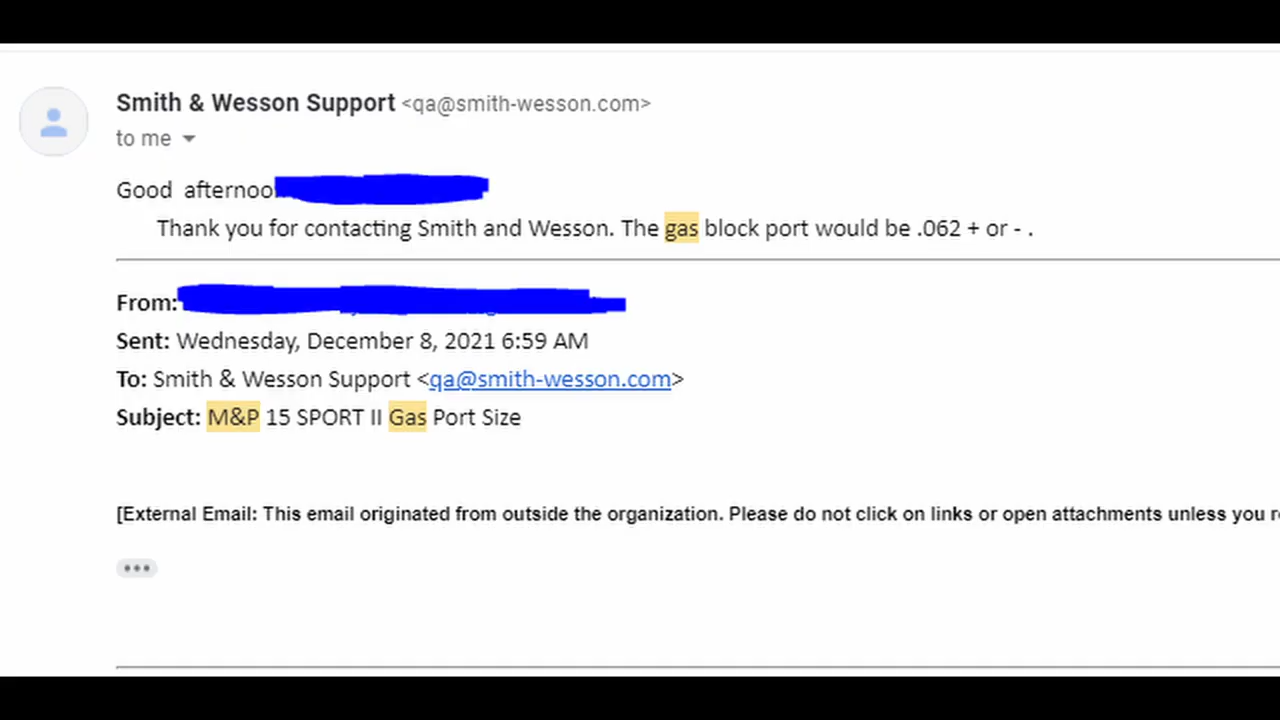 Smith & Wesson Support <qa@smith-wesson.com>
to me
Good afternoo
Thank you for contacting Smith and Wesson. The gas block port would be .062 + or - .
From:
Sent: Wednesday, December 8, 2021 6:59 AM
To: Smith & Wesson Support <qa@smith-wesson.com>
Subject: M&P 15 SPORT II Gas Port Size
[External Email: This email originated from outside the organization. Please do not click on links or open attachments unless you